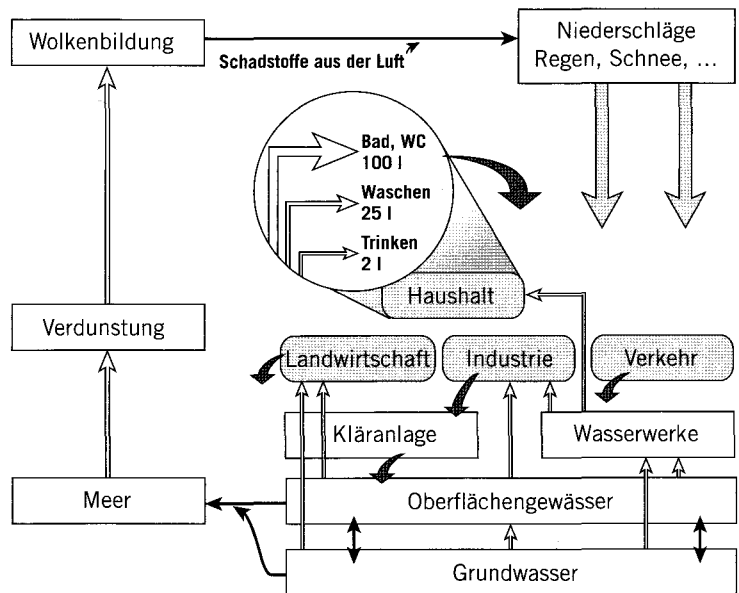 Wolkenbildung
Schadstoffe aus der Luft
Niederschläge
Regen, Schnee, ...
Bad, WC
100 l
Waschen
25 l
Trinken
2 l
Haushalt
Verdunstung
Landwirtschaft
Industrie
Verkehr
Kläranlage
Wasserwerke
Meer
Oberflächengewässer
Grundwasser